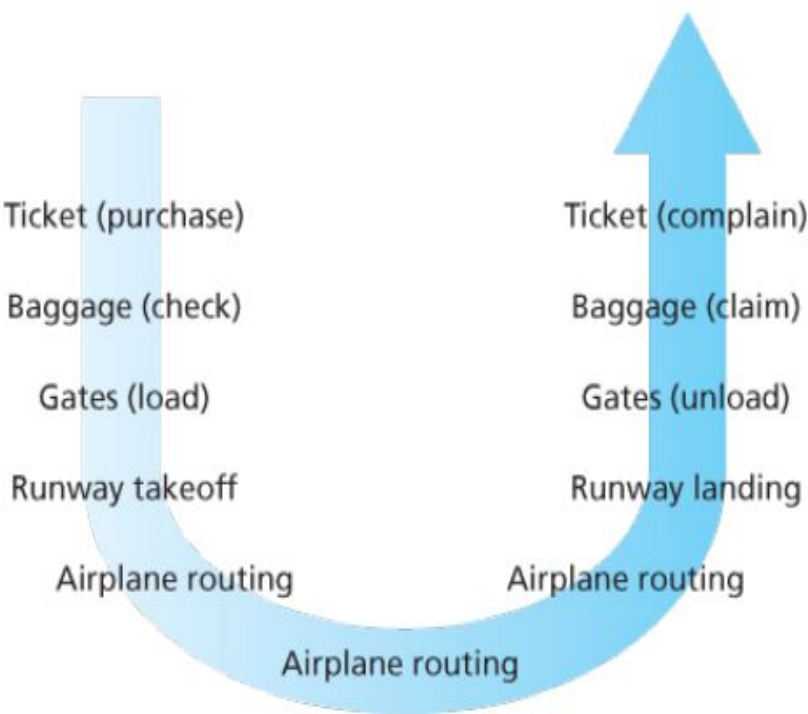 Ticket (purchase)
Baggage (check)
Gates (load)
Runway takeoff
Airplane routing
Airplane routing
Airplane routing
Runway landing
Gates (unload)
Baggage (claim)
Ticket (complain)